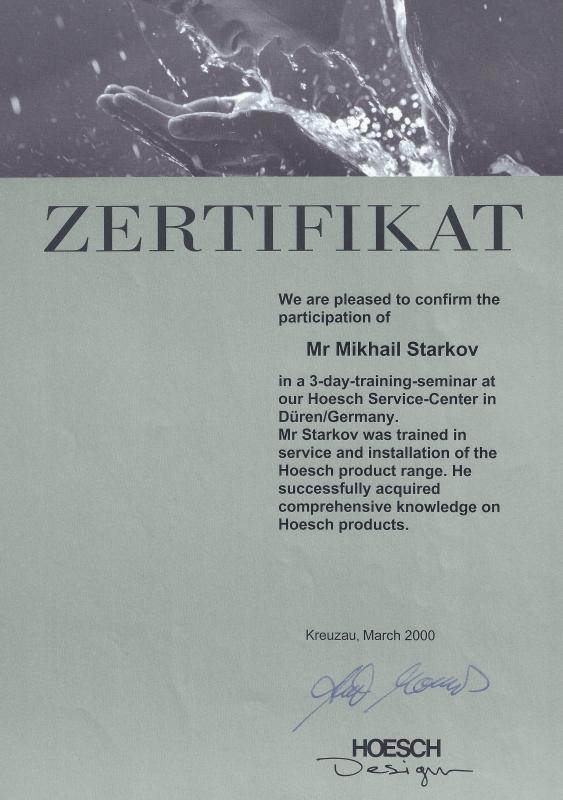 ZERTIFIKAT
We are pleased to confirm the
participation of
Mr Mikhail Starkov
in a 3-day-training-seminar at
our Hoesch Service-Center in
Düren/Germany.
Mr Starkov was trained in
service and installation of the
Hoesch product range. He
successfully acquired
comprehensive knowledge on
Hoesch products.
Kreuzau, March 2000
HOESCH
Design